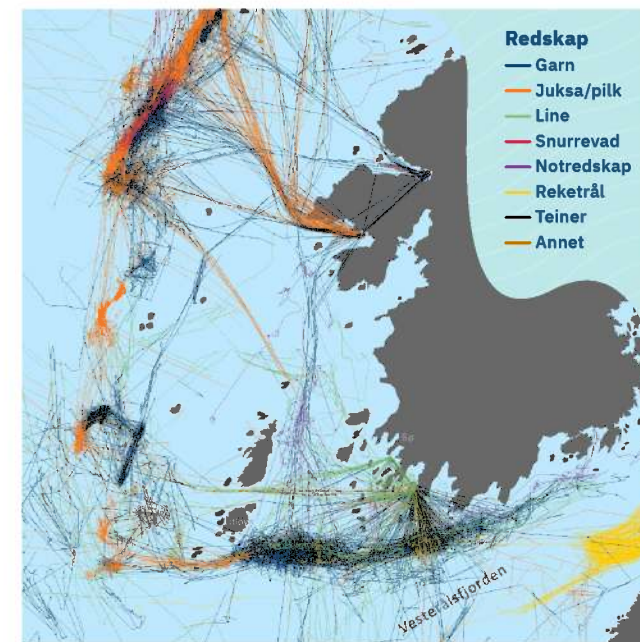 Redskap
Garn
Juksa/pilk
Line
Snurrevad
Notredskap
Reketrål
Teiner
Annet
Vesterålsfjorden